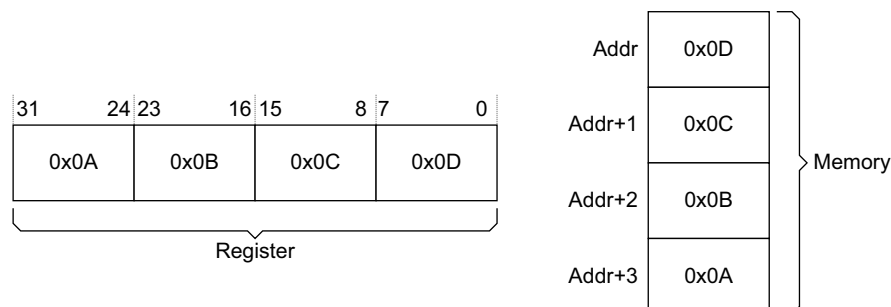 31 24 23 16 15 8 7 0
0x0A 0x0B 0x0C 0x0D
Register
Addr 0x0D
Addr+1 0x0C
Addr+2 0x0B
Addr+3 0x0A
Memory